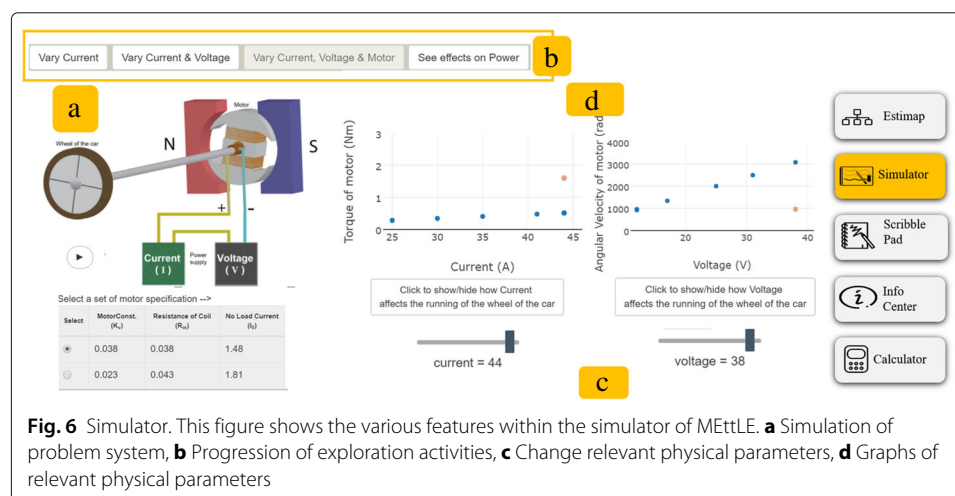 Vary Current
Vary Current & Voltage
Vary Current, Voltage & Motor
See effects on Power
b
a
d
Motor
Wheel of the car
N
S
+
-
Current
(I)
Power
supply
Voltage
(V)
Select a set of motor specification -->
Select
MotorConst.
(Kv)
Resistance of Coil
(Rm)
No Load Current
(I0)
0.038
0.038
1.48
0.023
0.043
1.81
Torque of motor (Nm)
3
2
1
0
25
30
35
40
45
Current (A)
Click to show/hide how Current
affects the running of the wheel of the car
current = 44
Angular Velocity of motor (rad
4000
3000
2000
1000
0
20
30
40
Voltage (V)
Click to show/hide how Voltage
affects the running of the wheel of the car
voltage = 38
c
Estimap
Simulator
Scribble
Pad
Info
Center
Calculator
Fig. 6 Simulator. This figure shows the various features within the simulator of MEttLE. a Simulation of
problem system, b Progression of exploration activities, c Change relevant physical parameters, d Graphs of
relevant physical parameters